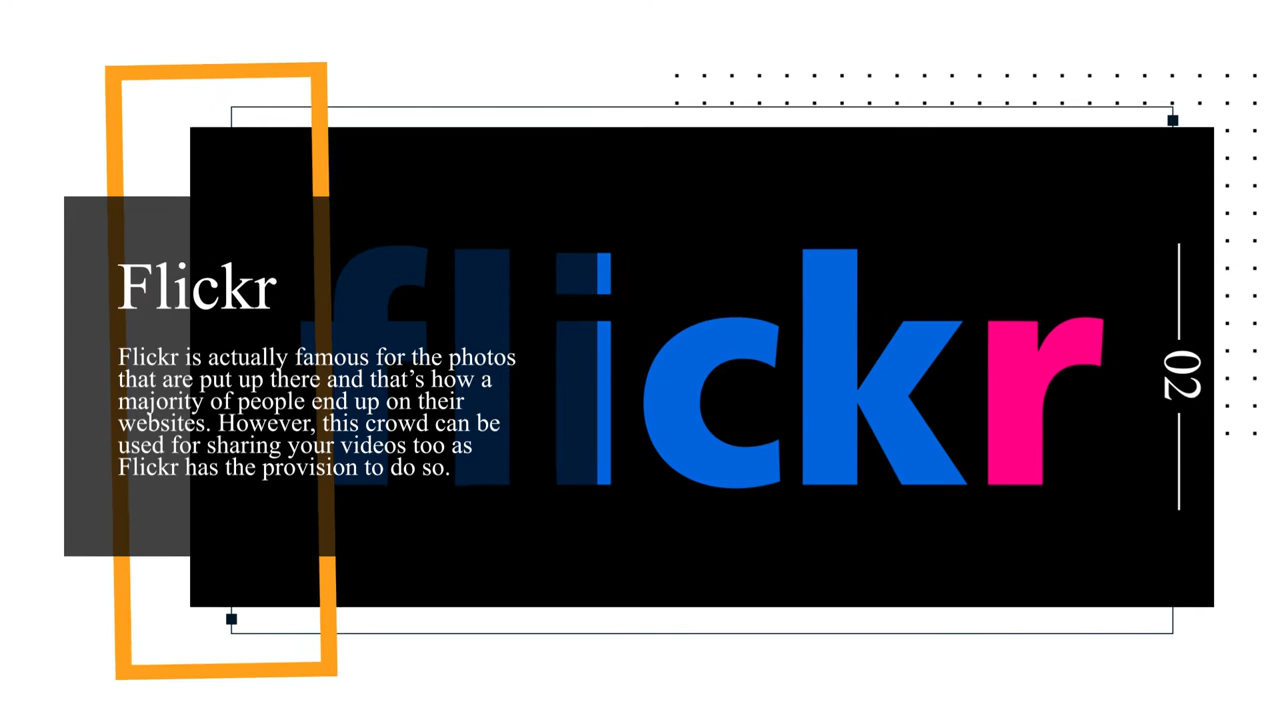 Flickr
Flickr is actually famous for the photos
that are put up there and that’s how a
majority of people end up on their
websites. However, this crowd can be
used for sharing your videos too as
Flickr has the provision to do so.
flickr
02